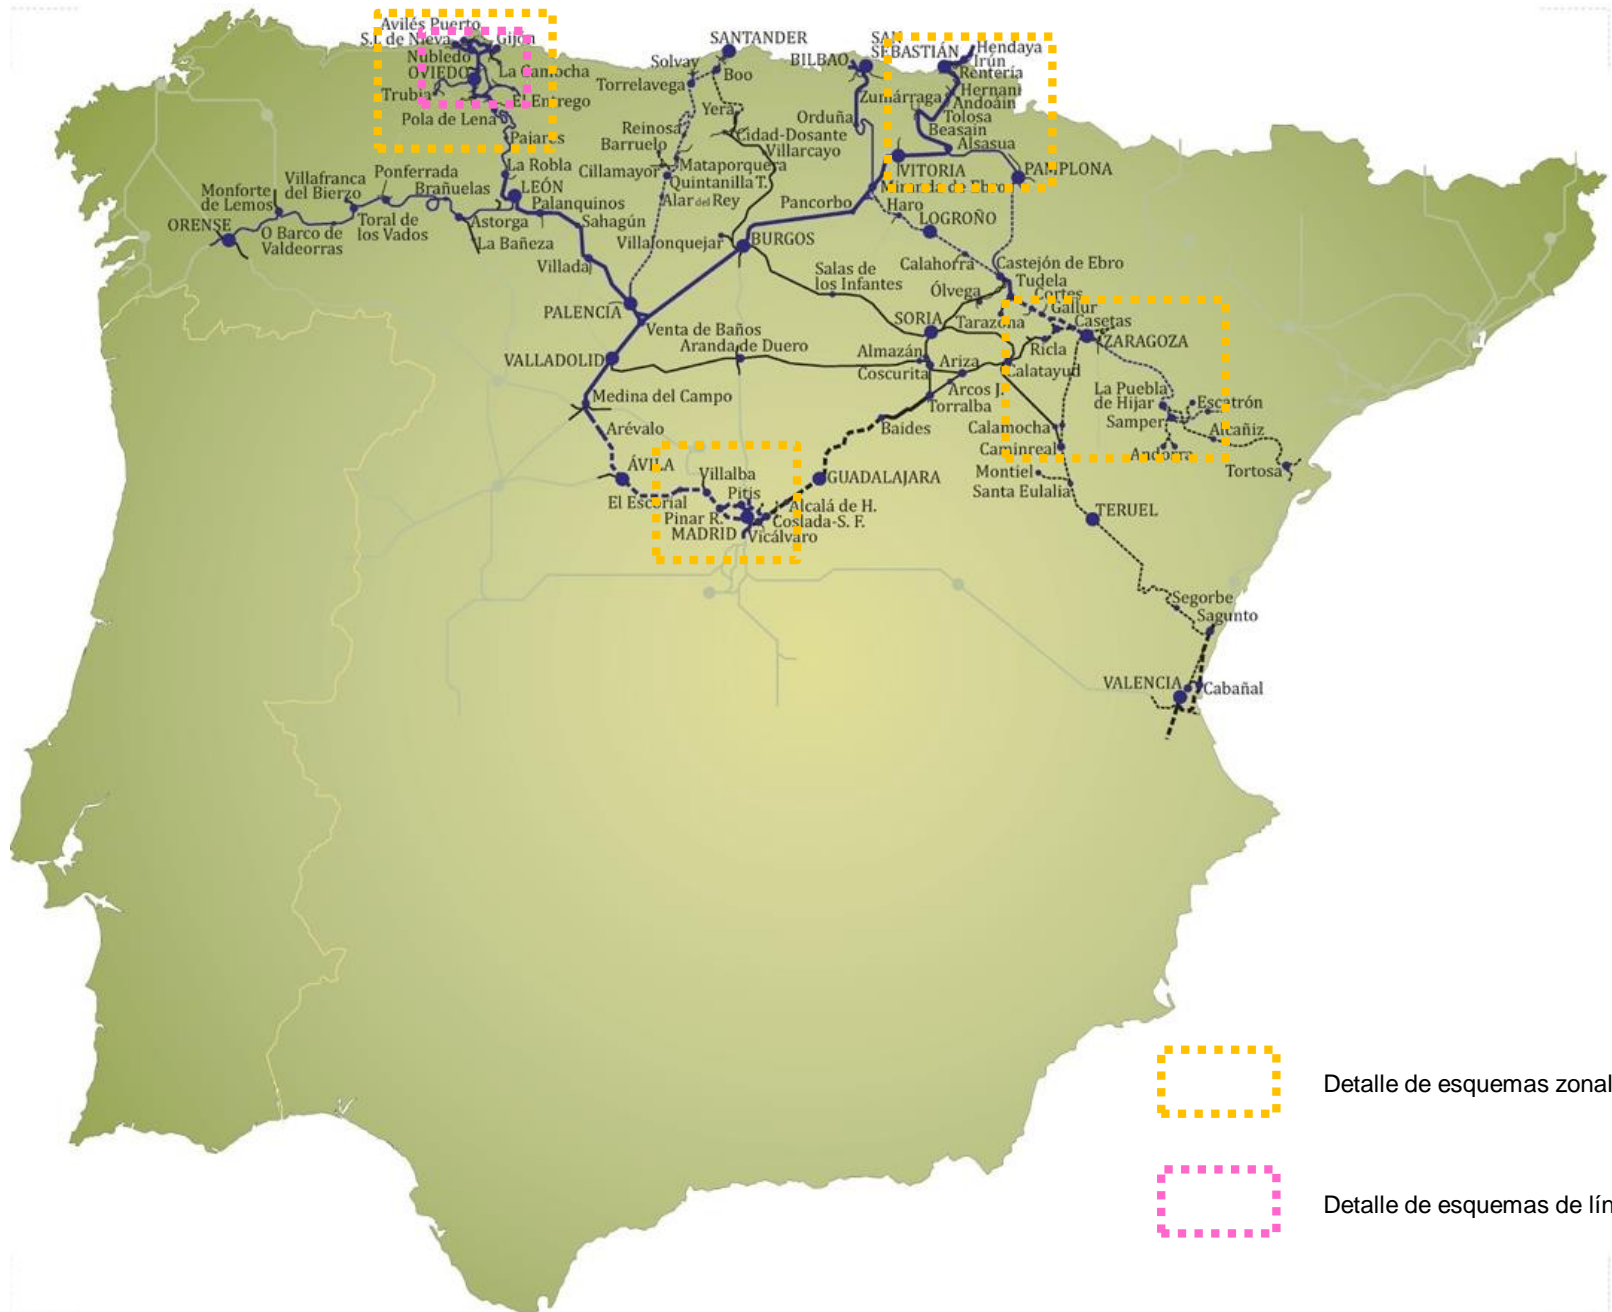 Avilés Puerto
S.J. de Nieva
Gijón
Nubledo
OVIEDO
La Camocha
Trubia
El Entrego
Pola de Lena
Pajares
La Robla
LEÓN
SANTANDER
Solvay
Boo
Torrelavega
Yera
Reinosa
Cidad-Dosante
Barruelo
Villarcayo
Cillamayor
Mataporquera
Quintanilla T.
Alar del Rey
BILBAO
SAN
SEBASTIÁN
Hendaya
Irún
Rentería
Hernani
Zumárraga
Andoáin
Tolosa
Orduña
Beasain
Alsasua
VITORIA
PAMPLONA
Miranda de Ebro
Pancorbo
Haro
LOGROÑO
Monforte
de Lemos
Villafranca
del Bierzo
Ponferrada
Brañuelas
Palanquinos
ORENSE
O Barco de
Valdeorras
Toral de
los Vados
Astorga
La Bañeza
Sahagún
Villada
Villafonquejar
BURGOS
Salas de
los Infantes
Calahorra
Castejón de Ebro
Tudela
Ólvega
Cortes
Gallur
PALENCIA
Venta de Baños
SORIA
Tarazona
Casetas
ZARAGOZA
VALLADOLID
Aranda de Duero
Almazán
Ariza
Ricla
Coscurita
Calatayud
Arcos J.
Torralba
La Puebla
de Hijar
Escatrón
Samper
Alcañiz
Medina del Campo
Arévalo
Baides
Calamocha
Caminreal
Andorra
Montiel
Tortosa
ÁVILA
Villalba
GUADALAJARA
Santa Eulalia
El Escorial
Pitis
Alcalá de H.
Pinar R.
Coslada-S. F.
MADRID
Vicálvaro
TERUEL
Segorbe
Sagunto
VALENCIA
Cabañal
Detalle de esquemas zonal
Detalle de esquemas de lín